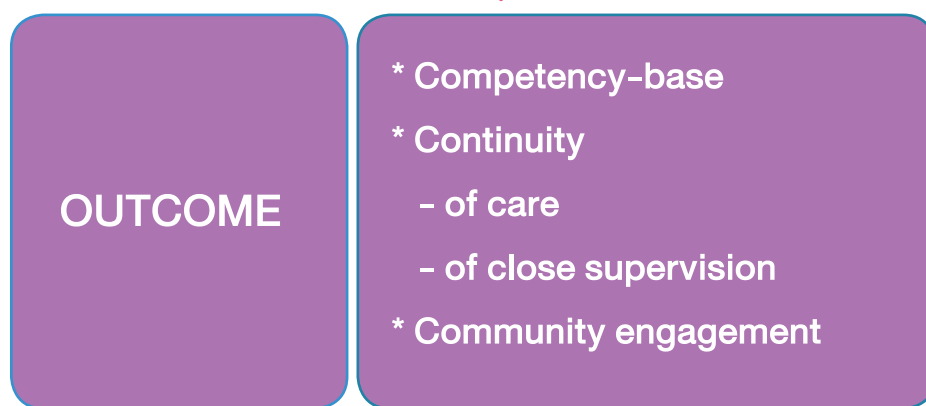 OUTCOME
* Competency-base
* Continuity
- of care
- of close supervision
* Community engagement